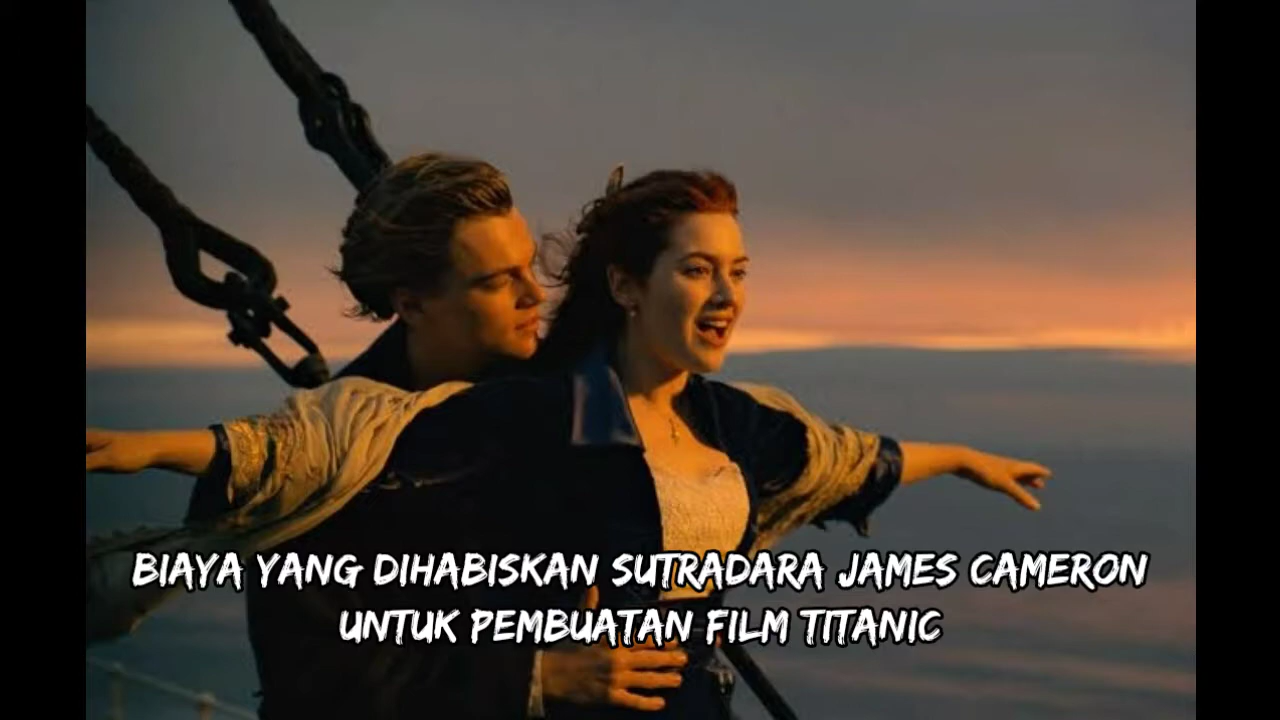 BIAYA YANG DIHABISKAN SUTRADARA JAMES CAMERON
UNTUK PEMBUATAN FILM TITANIC